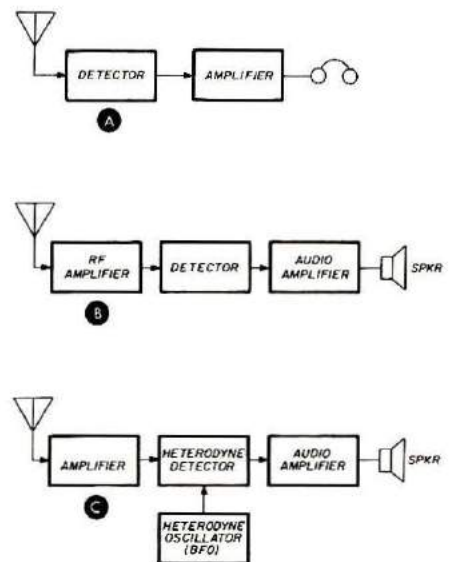 DETECTOR
AMPLIFIER
A
RF
AMPLIFIER
DETECTOR
AUDIO
AMPLIFIER
SPKR
B
AMPLIFIER
HETERODYNE
DETECTOR
AUDIO
AMPLIFIER
SPKR
C
HETERODYNE
OSCILLATOR
(BFO)